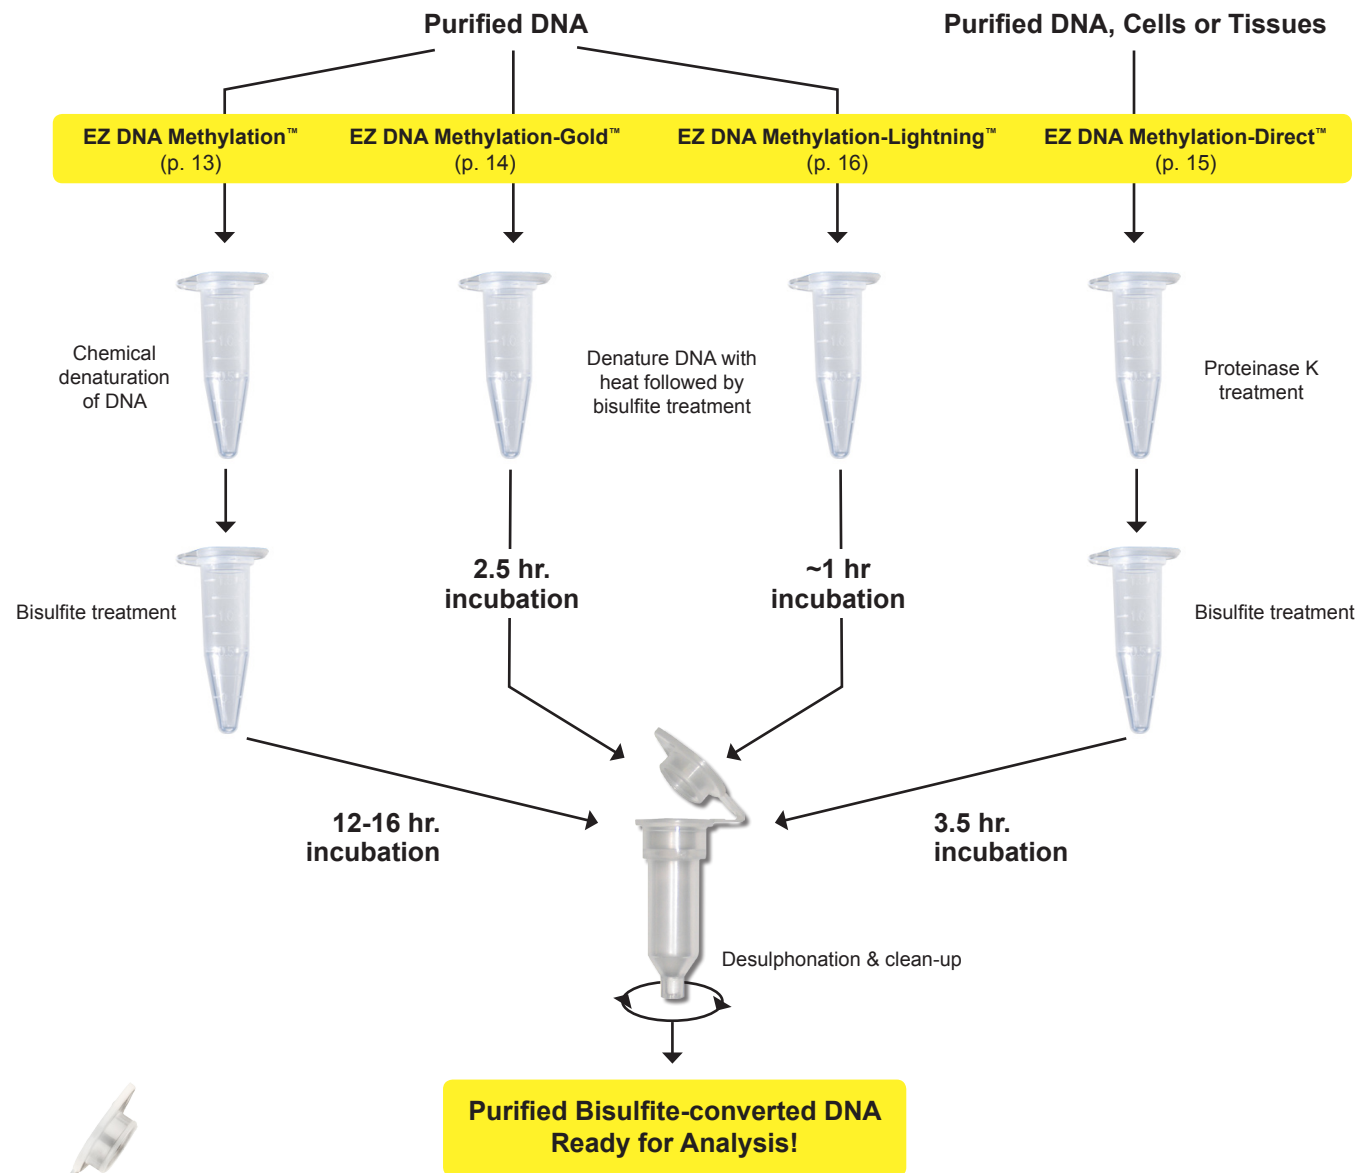 Purified DNA
Purified DNA, Cells or Tissues
EZ DNA Methylation™
(p. 13)
EZ DNA Methylation-Gold™
(p. 14)
EZ DNA Methylation-Lightning™
(p. 16)
EZ DNA Methylation-Direct™
(p. 15)
Chemical
denaturation
of DNA
Denature DNA with
heat followed by
bisulfite treatment
Proteinase K
treatment
Bisulfite treatment
2.5 hr.
incubation
~1 hr
incubation
Bisulfite treatment
12-16 hr.
incubation
3.5 hr.
incubation
Desulphonation & clean-up
Purified Bisulfite-converted DNA
Ready for Analysis!